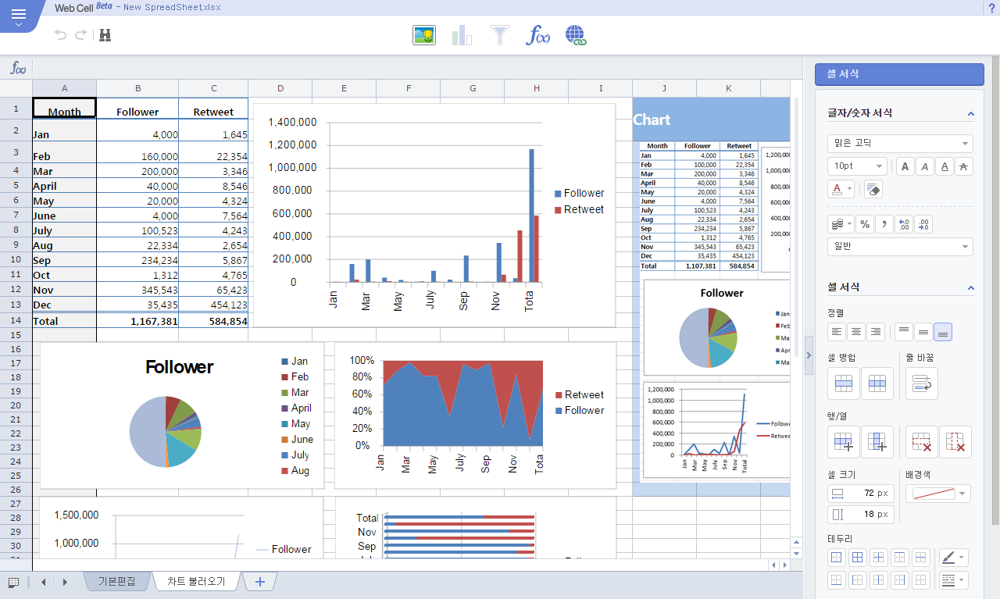 Web Cell Beta – New SpreadSheet.xlsx
?
f(x)
f(x)
A B C D E F G H I J K
1 Month Follower Retweet
2 Jan 4,000 1,645
3 Feb 160,000 22,354
4 Mar 200,000 3,346
5 April 40,000 8,546
6 May 20,000 4,324
7 June 4,000 7,564
8 July 100,523 4,243
9 Aug 22,334 2,654
10 Sep 234,234 5,867
11 Oct 1,312 4,765
12 Nov 345,543 65,423
13 Dec 35,435 454,123
14 Total 1,167,381 584,854
15
16
17
18
19
20
21
22
23
24
25
26
27
28
29
30
31
1,400,000
1,200,000
1,000,000
800,000
600,000
400,000
200,000
0
Jan Mar May July Sep Nov Tota
Follower
Retweet
Follower
Jan
Feb
Mar
April
May
June
July
Aug
100%
80%
60%
40%
20%
0%
Jan Mar May July Sep Nov Tota
Retweet
Follower
1,500,000
1,000,000
Follower
Total
Nov
Sep
Chart
Month Follower Retweet
Jan 4,000 1,645
Feb 100,000 22,354
Mar 200,000 3,346
Apr 40,000 8,546
May 20,000 4,324
June 4,000 7,564
July 100,523 4,243
Aug 22,334 2,654
Sep 234,234 5,867
Oct 1,312 4,765
Nov 345,543 65,423
Dec 35,435 454,123
Total 1,107,381 584,854
1,200,00
1,000,00
800,00
600,00
400,00
200,00
Follower
Jan
Feb
Ma
Apr
Ma
1,200,000
1,000,000
800,000
600,000
400,000
200,000
0
Jan Mar May July Sep Nov Total
Followe
Retwee
셀 서식
글자/숫자 서식
맑은 고딕
10pt
A A A A
A
% , .0 .00 .00 .0
일반
셀 서식
정렬
셀 병합 줄 바꿈
행/열
셀 크기 배경색
72 px
18 px
테두리
기본편집 차트 불러오기 +